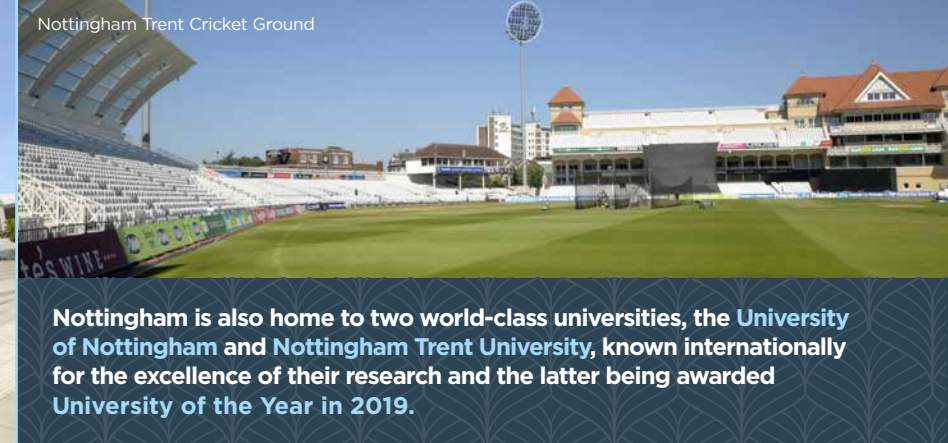 Nottingham Trent Cricket Ground
te's WINE
Nottingham is also home to two world-class universities, the University
of Nottingham and Nottingham Trent University, known internationally
for the excellence of their research and the latter being awarded
University of the Year in 2019.